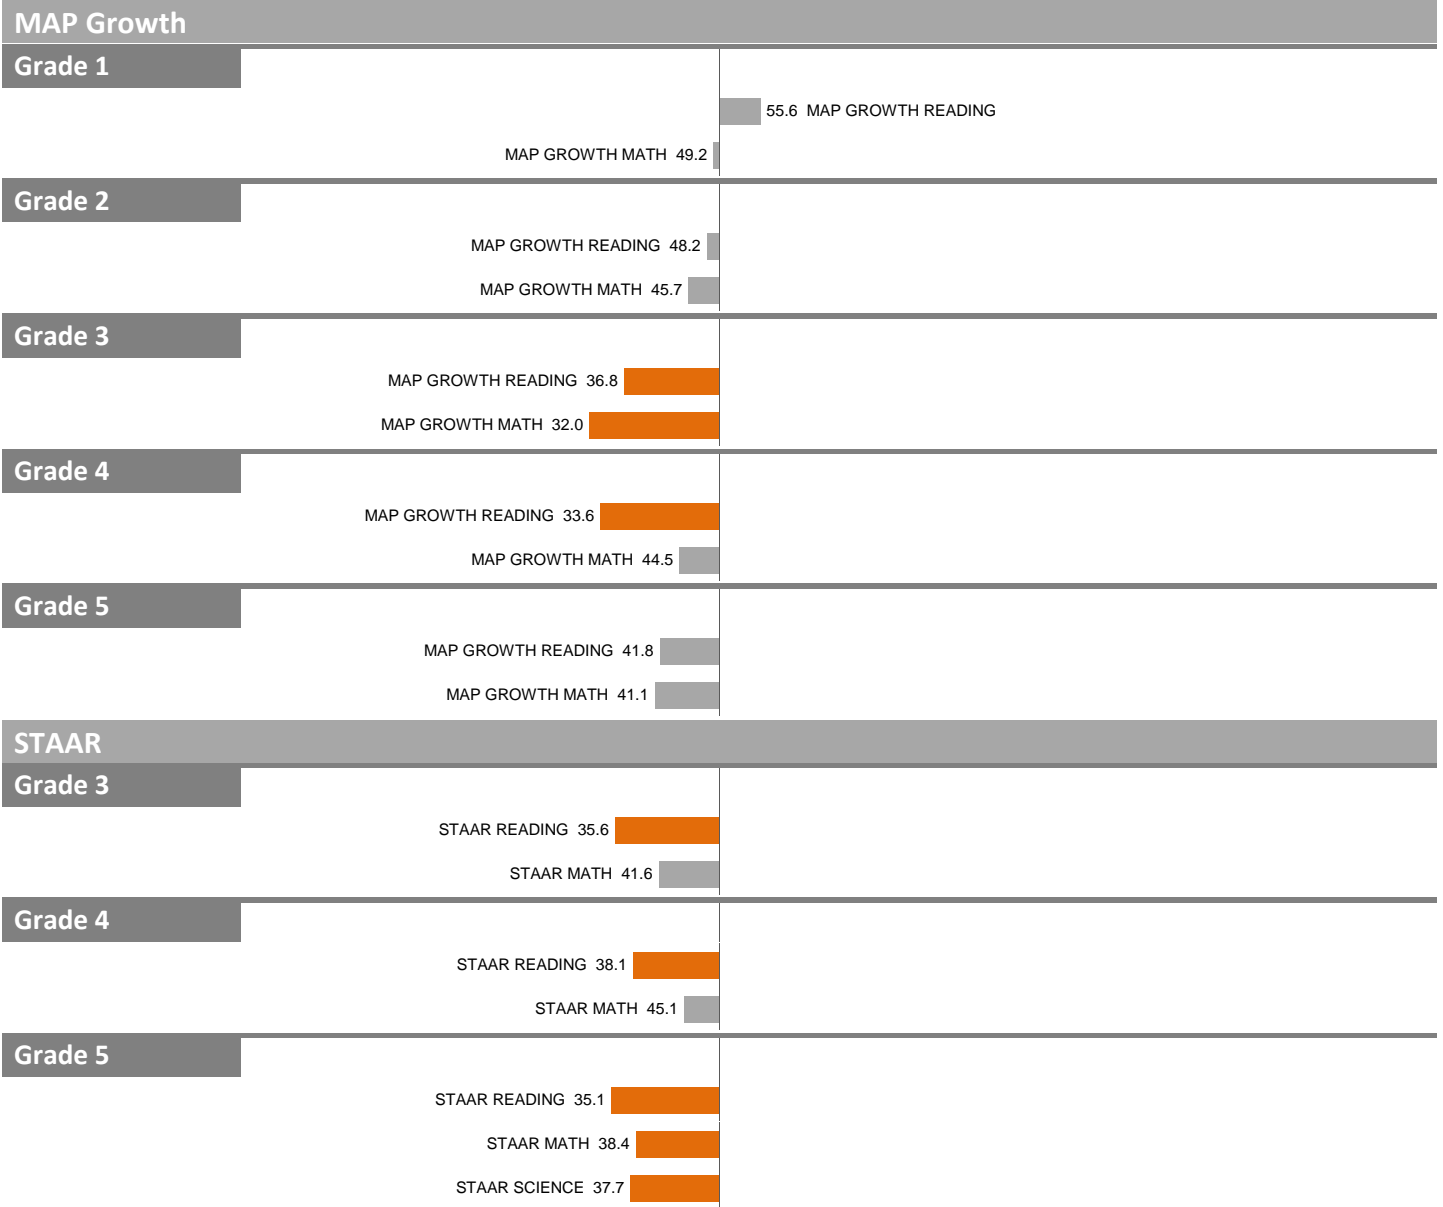 MAP Growth
Grade 1
55.6 MAP GROWTH READING
MAP GROWTH MATH 49.2
Grade 2
MAP GROWTH READING 48.2
MAP GROWTH MATH 45.7
Grade 3
MAP GROWTH READING 36.8
MAP GROWTH MATH 32.0
Grade 4
MAP GROWTH READING 33.6
MAP GROWTH MATH 44.5
Grade 5
MAP GROWTH READING 41.8
MAP GROWTH MATH 41.1
STAAR
Grade 3
STAAR READING 35.6
STAAR MATH 41.6
Grade 4
STAAR READING 38.1
STAAR MATH 45.1
Grade 5
STAAR READING 35.1
STAAR MATH 38.4
STAAR SCIENCE 37.7